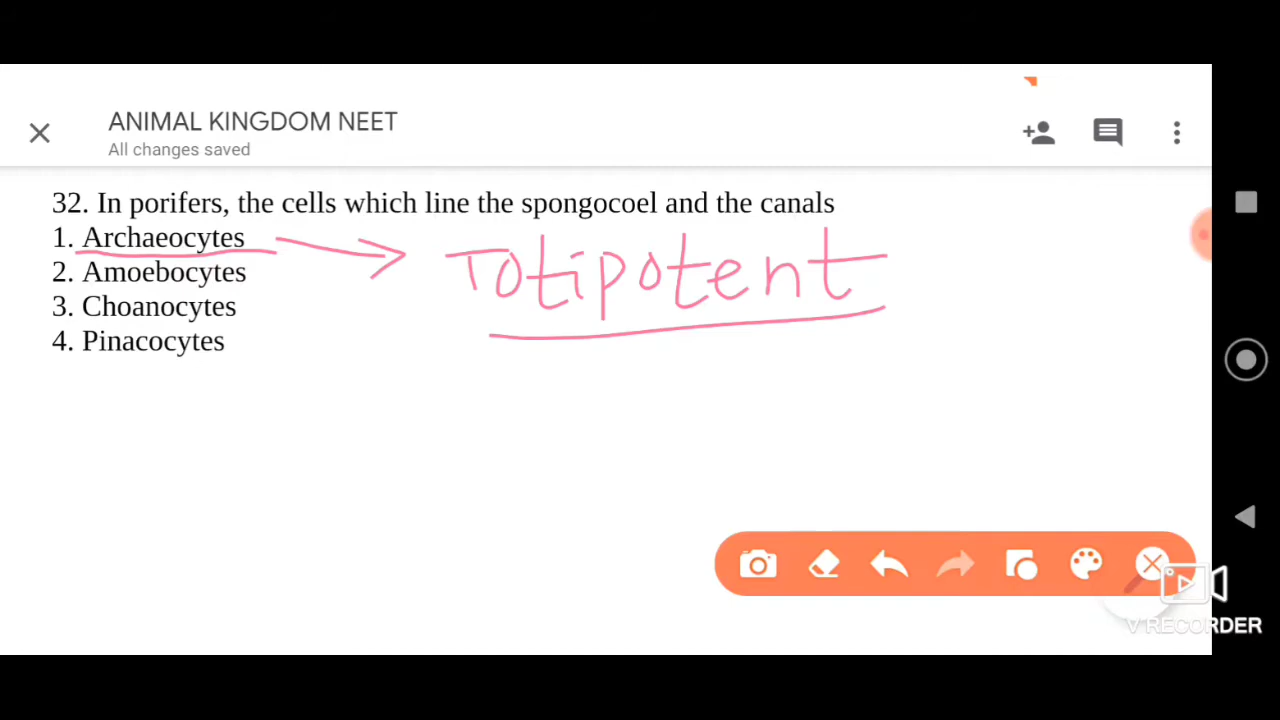 ANIMAL KINGDOM NEET
All changes saved
32. In porifers, the cells which line the spongocoel and the canals
1. Archaeocytes
Totipotent
2. Amoebocytes
3. Choanocytes
4. Pinacocytes
V RECORDER